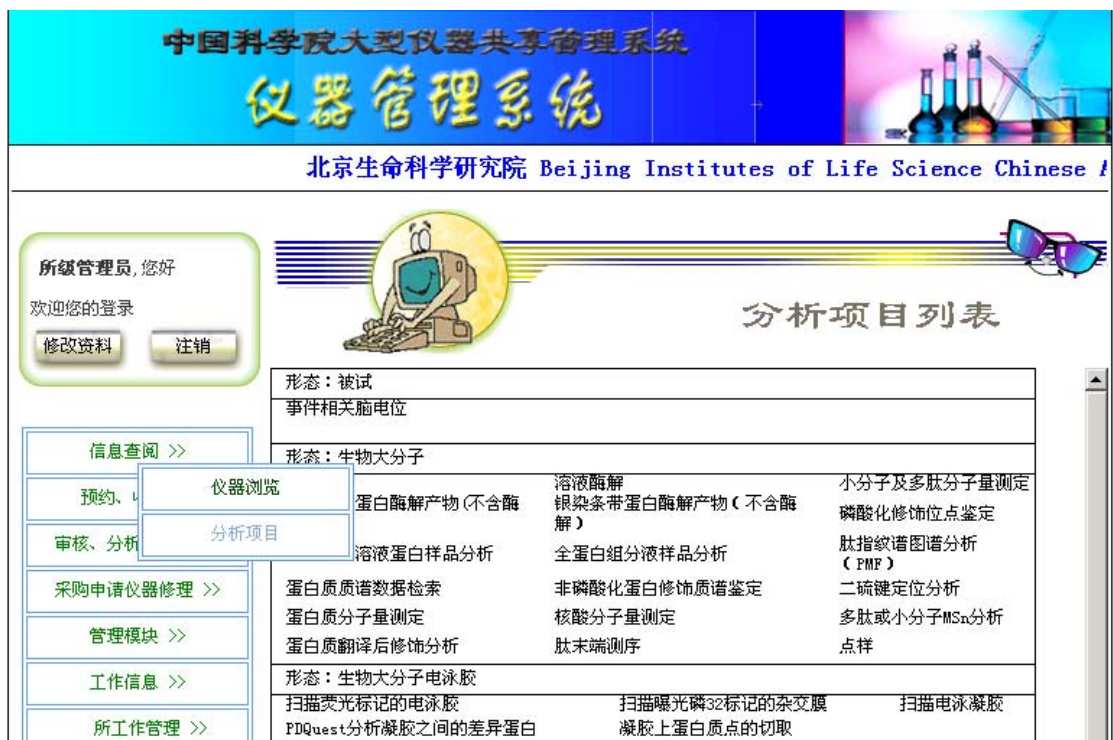 中国科学院大型仪器共享管理系统
仪器管理系统
北京生命科学研究院 Beijing Institutes of Life Science Chinese
所级管理员,您好
欢迎您的登录
修改资料 注销
分析项目列表
形态：被试
事件相关脑电位
形态：生物大分子
溶液酶解 小分子及多肽分子量测定
蛋白酶解产物(不含酶 银染条带蛋白酶解产物（不含酶解） 磷酸化修饰位点鉴定
溶液蛋白样品分析 全蛋白组分液样品分析 肽指纹谱图谱分析（PMF）
蛋白质质谱数据检索 非磷酸化蛋白修饰质谱鉴定 二硫键定位分析
蛋白质分子量测定 核酸分子量测定 多肽或小分子MSn分析
蛋白质翻译后修饰分析 肽末端测序 点样
形态：生物大分子电泳胶
扫描荧光标记的电泳胶 扫描曝光磷32标记的杂交膜 扫描电泳凝胶
PDQuest分析凝胶之间的差异蛋白 凝胶上蛋白质点的切取
信息查阅 >>
仪器浏览
预约、
分析项目
审核、分析
采购申请仪器修理 >>
管理模块 >>
工作信息 >>
所工作管理 >>